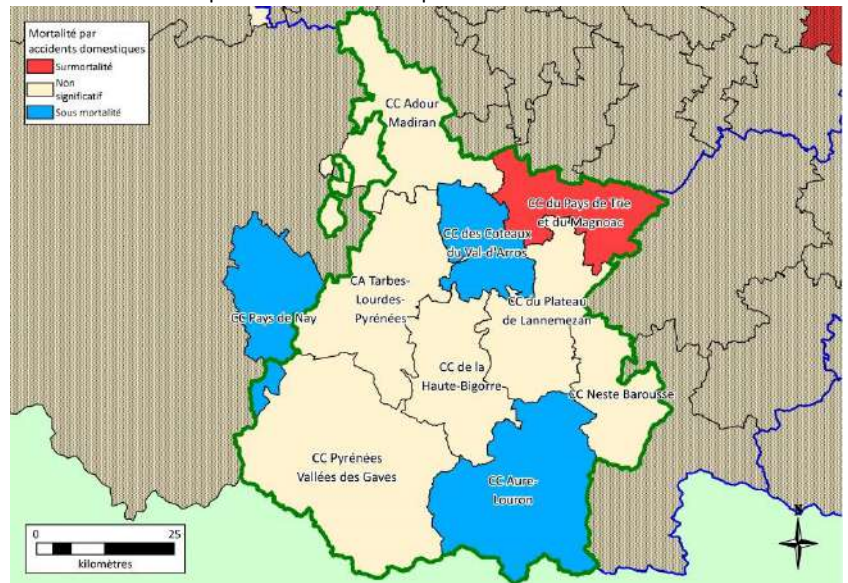 Mortalité par
accidents domestiques
Surmortalité
Non
significatif
Sous mortalité
CC Adour
Madiran
CC du Pays de Trie
et du Magnoac
CC des Coteaux
du Val-d'Arros
CA Tarbes-
Lourdes-
Pyrénées
CC Pays de Nay
CC du Plateau
de Lannemezan
CC de la
Haute-Bigorre
CC Neste Barousse
CC Pyrénées
Vallées des Gaves
CC Aure-
Louron
0 25
kilomètres
N